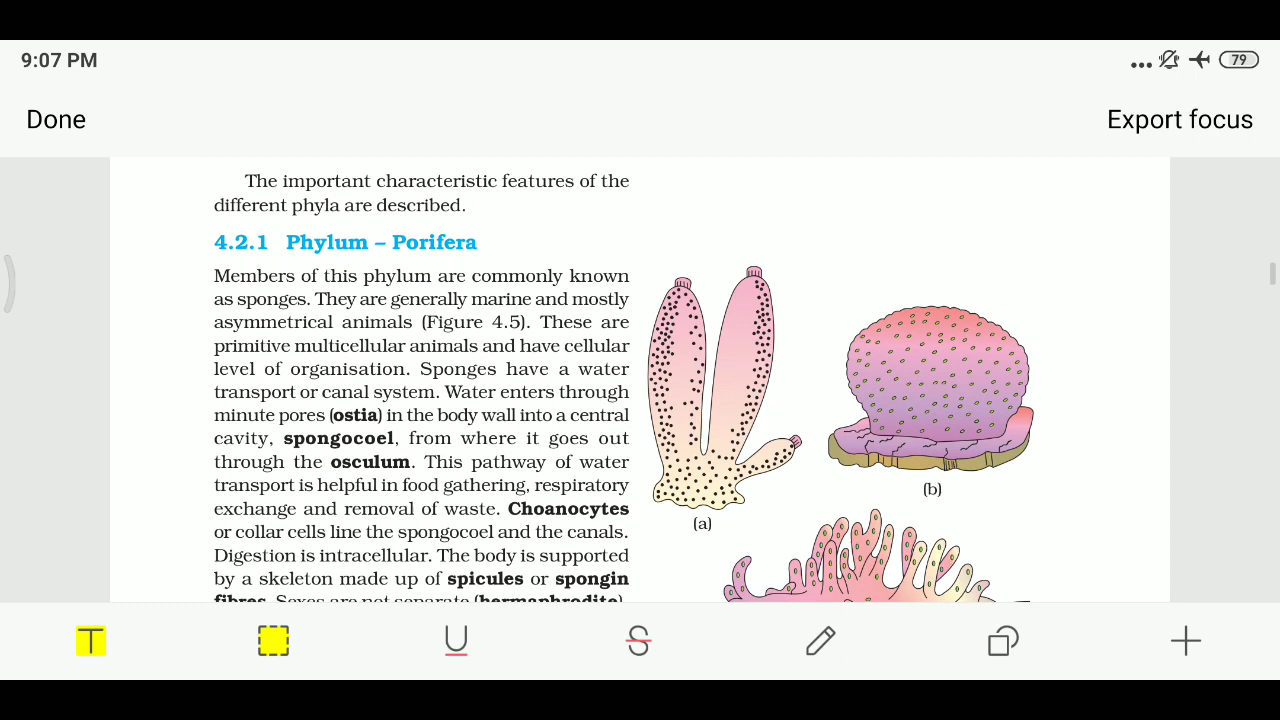 9:07 PM
79
Done
Export focus
The important characteristic features of the
different phyla are described.
4.2.1 Phylum – Porifera
Members of this phylum are commonly known
as sponges. They are generally marine and mostly
asymmetrical animals (Figure 4.5). These are
primitive multicellular animals and have cellular
level of organisation. Sponges have a water
transport or canal system. Water enters through
minute pores (ostia) in the body wall into a central
cavity, spongocoel, from where it goes out
through the osculum. This pathway of water
transport is helpful in food gathering, respiratory
exchange and removal of waste. Choanocytes
or collar cells line the spongocoel and the canals.
Digestion is intracellular. The body is supported
by a skeleton made up of spicules or spongin
fibres. Sexes are not separate (hermaphrodite),
(a)
(b)
T
U
S